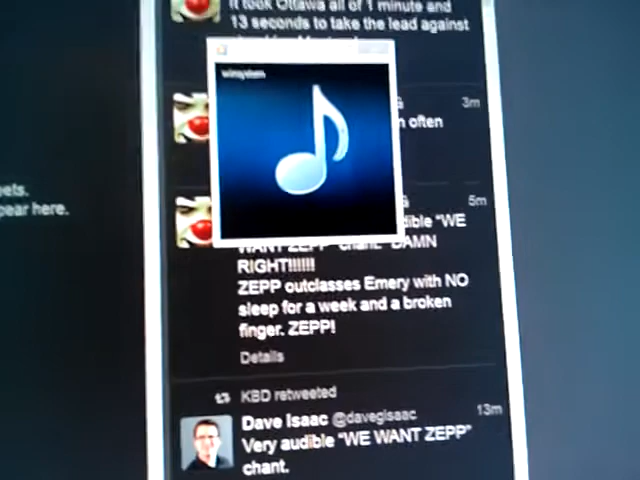 It took Ottawa all of 1 minute and
13 seconds to take the lead against
winsystem
3m
n often
5m
dible "WE
WANT ZEPP" chant. DAMN
RIGHT!!!!!!
ZEPP outclasses Emery with NO
sleep for a week and a broken
finger. ZEPP!
Details
KBD retweeted
Dave Isaac @davegisaac 13m
Very audible "WE WANT ZEPP"
chant.
eets.
pear here.